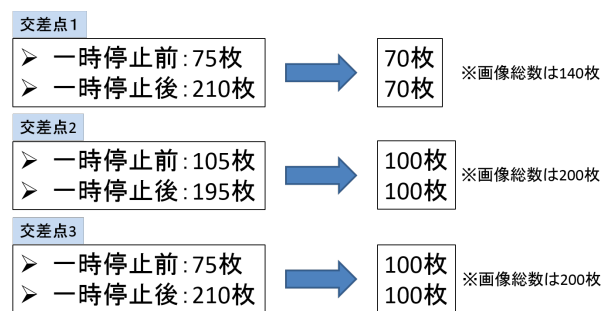 交差点1
➢ 一時停止前:75枚
➢ 一時停止後:210枚
70枚
70枚
※画像総数は140枚
交差点2
➢ 一時停止前:105枚
➢ 一時停止後:195枚
100枚
100枚
※画像総数は200枚
交差点3
➢ 一時停止前:75枚
➢ 一時停止後:210枚
100枚
100枚
※画像総数は200枚